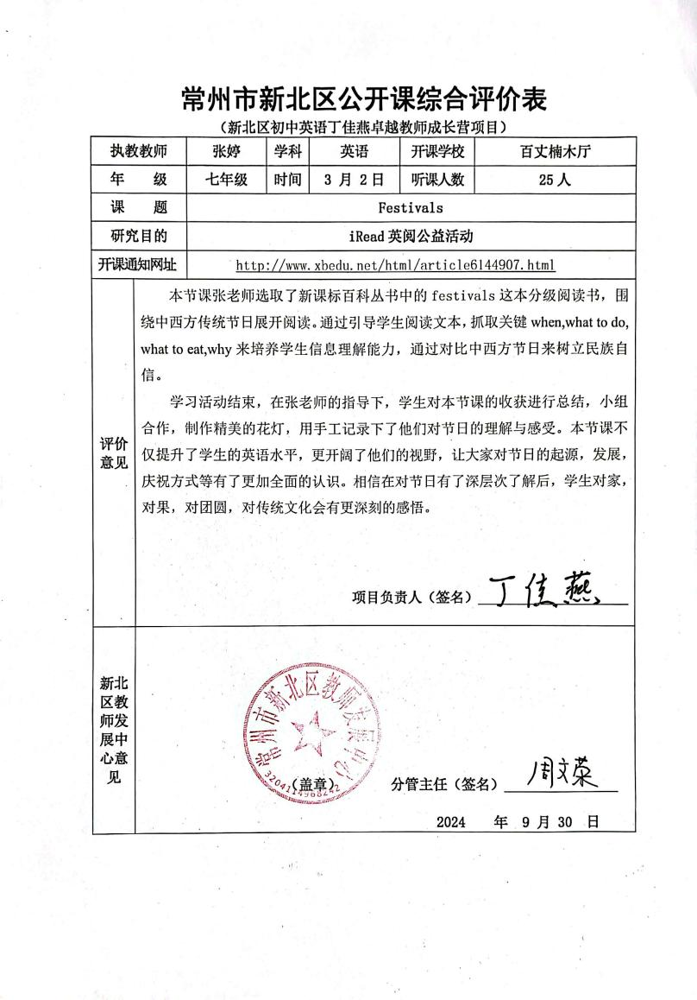 常州市新北区公开课综合评价表
（新北区初中英语丁佳燕卓越教师成长营项目）
执教教师 张婷 学科 英语 开课学校 百丈楠木厅
年 级 七年级 时间 3 月 2 日 听课人数 25 人
课 题 Festivals
研究目的 iRead 英阅公益活动
开课通知网址 http://www.xbedu.net/html/article6144907.html
评价
意见
本节课张老师选取了新课标百科丛书中的 festivals 这本分级阅读书，围
绕中西方传统节日展开阅读。通过引导学生阅读文本，抓取关键 when,what to do,
what to eat,why 来培养学生信息理解能力，通过对比中西方节日来树立民族自
信。
学习活动结束，在张老师的指导下，学生对本节课的收获进行总结，小组
合作，制作精美的花灯，用手工记录下了他们对节日的理解与感受。本节课不
仅提升了学生的英语水平，更开阔了他们的视野，让大家对节日的起源，发展，
庆祝方式等有了更加全面的认识。相信在对节日有了深层次了解后，学生对家，
对果，对团圆，对传统文化会有更深刻的感悟。
项目负责人（签名） 丁佳燕
新北
区教
师发
展中
心意
见
常州市新北区教师发展中心
3204114968242
（盖章） 分管主任（签名） 周文荣
2024 年 9 月 30 日